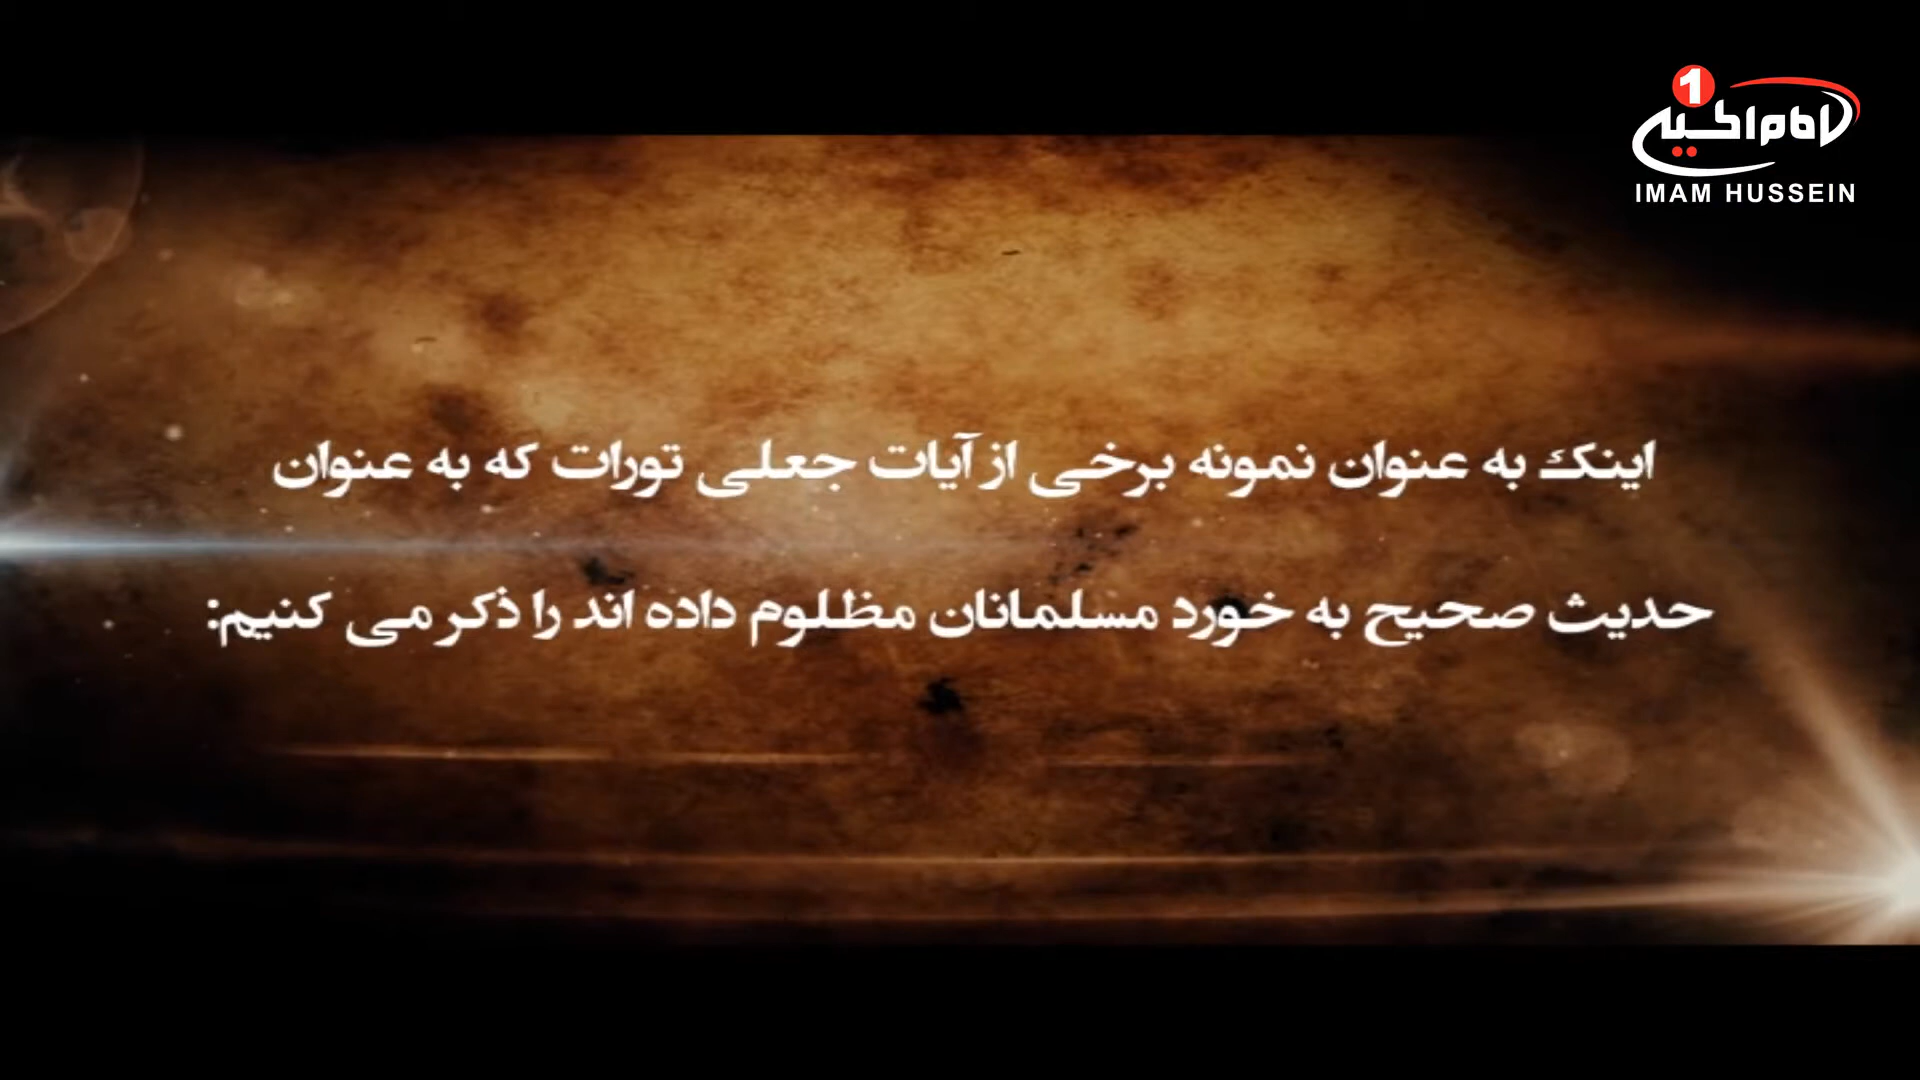 1
امام الحسین
IMAM HUSSEIN
اینک به عنوان نمونه برخی از آیات جعلی تورات که به عنوان
حدیث صحیح به خورد مسلمانان مظلوم داده اند را ذکر می کنیم: